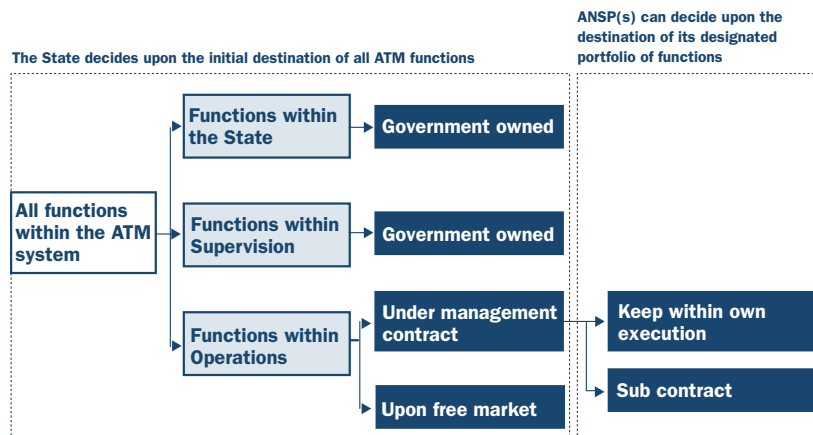 ANSP(s) can decide upon the
destination of its designated
portfolio of functions
The State decides upon the initial destination of all ATM functions
Functions within
the State
Government owned
All functions
within the ATM
system
Functions within
Supervision
Government owned
Functions within
Operations
Under management
contract
Keep within own
execution
Sub contract
Upon free market